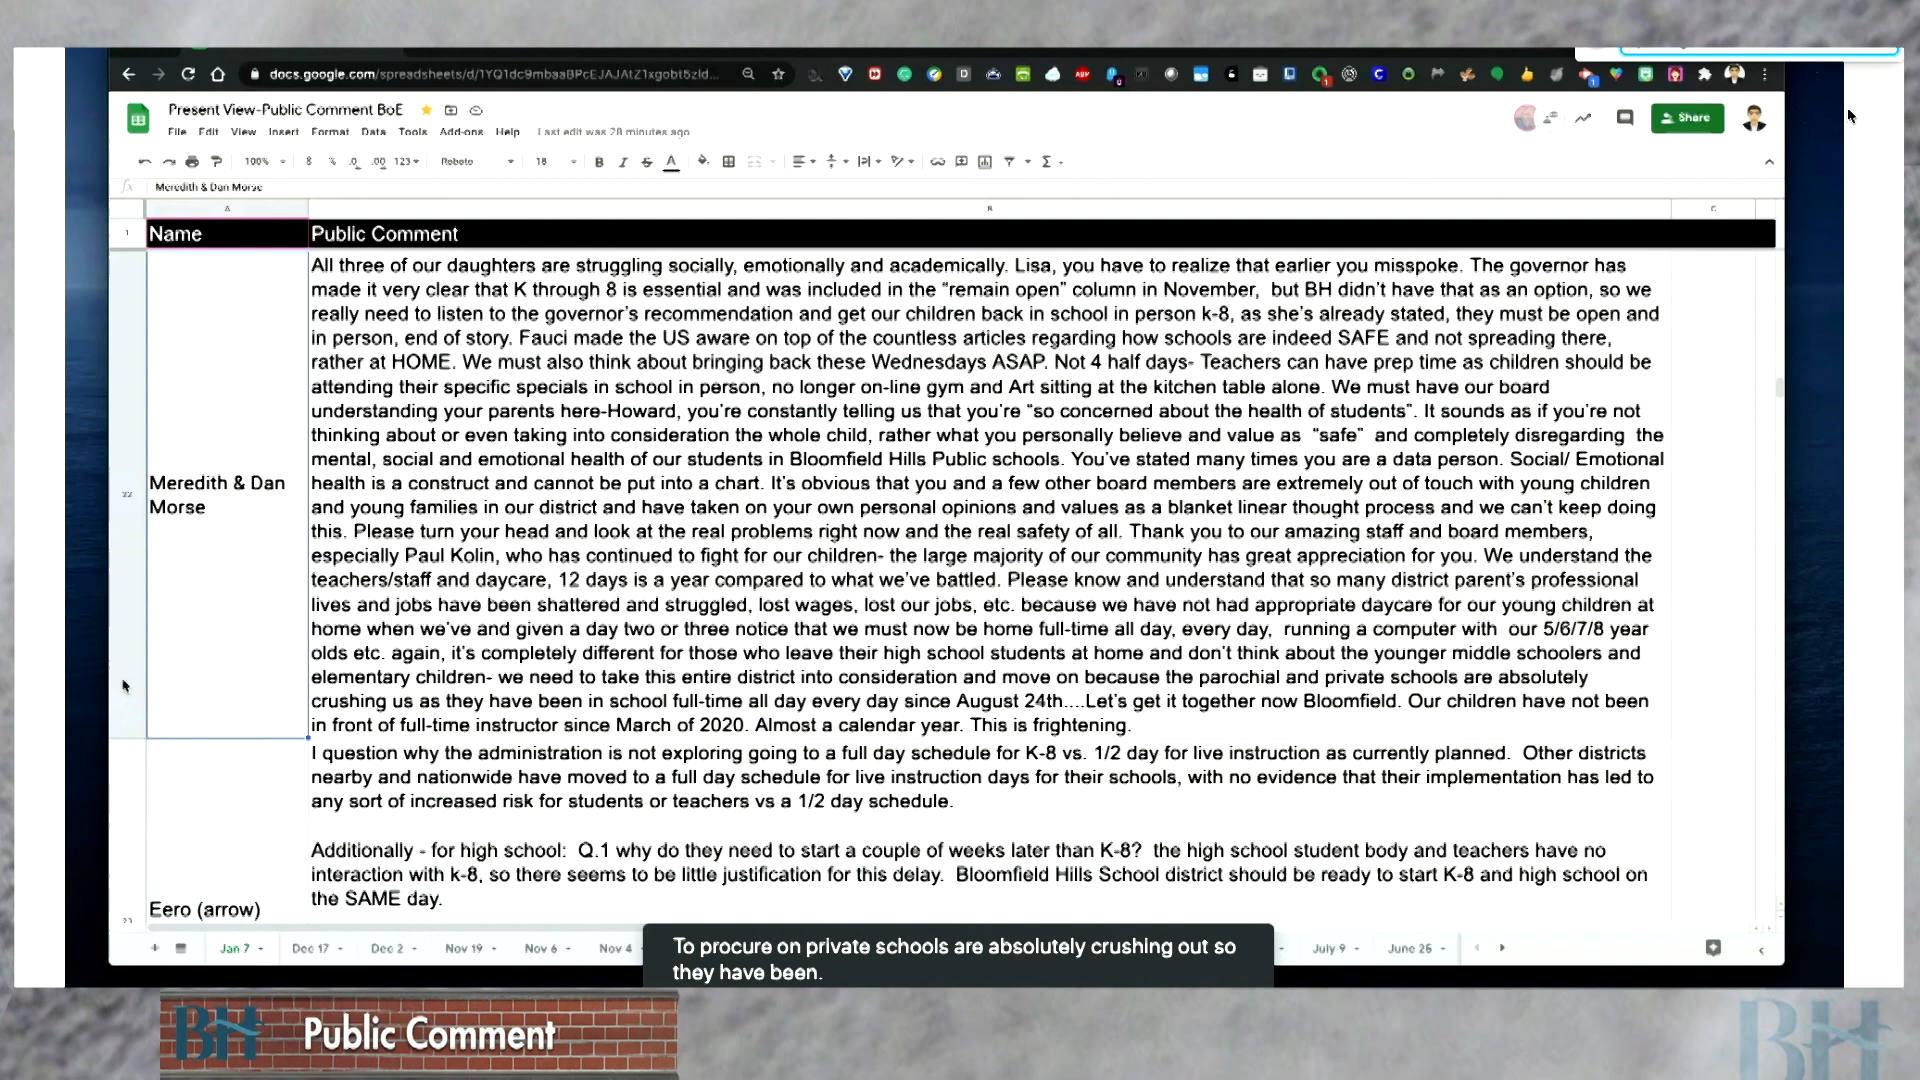 docs.google.com/spreadsheets/d/1YQ1dc9mbaaBPcEJAJAtZ1xgobt5zld...
Present View-Public Comment BoE
File Edit View Insert Format Data Tools Add-ons Help Last edit was 28 minutes ago
Share
100% $ % .0 .00 123 Roboto 18 B I S A
fx Meredith & Dan Morse
A B C
1 Name Public Comment
All three of our daughters are struggling socially, emotionally and academically. Lisa, you have to realize that earlier you misspoke. The governor has
made it very clear that K through 8 is essential and was included in the “remain open” column in November, but BH didn’t have that as an option, so we
really need to listen to the governor’s recommendation and get our children back in school in person k-8, as she’s already stated, they must be open and
in person, end of story. Fauci made the US aware on top of the countless articles regarding how schools are indeed SAFE and not spreading there,
rather at HOME. We must also think about bringing back these Wednesdays ASAP. Not 4 half days- Teachers can have prep time as children should be
attending their specific specials in school in person, no longer on-line gym and Art sitting at the kitchen table alone. We must have our board
understanding your parents here-Howard, you’re constantly telling us that you’re “so concerned about the health of students”. It sounds as if you’re not
thinking about or even taking into consideration the whole child, rather what you personally believe and value as “safe” and completely disregarding the
mental, social and emotional health of our students in Bloomfield Hills Public schools. You’ve stated many times you are a data person. Social/ Emotional
22 Meredith & Dan
Morse
health is a construct and cannot be put into a chart. It’s obvious that you and a few other board members are extremely out of touch with young children
and young families in our district and have taken on your own personal opinions and values as a blanket linear thought process and we can’t keep doing
this. Please turn your head and look at the real problems right now and the real safety of all. Thank you to our amazing staff and board members,
especially Paul Kolin, who has continued to fight for our children- the large majority of our community has great appreciation for you. We understand the
teachers/staff and daycare, 12 days is a year compared to what we’ve battled. Please know and understand that so many district parent’s professional
lives and jobs have been shattered and struggled, lost wages, lost our jobs, etc. because we have not had appropriate daycare for our young children at
home when we’ve and given a day two or three notice that we must now be home full-time all day, every day, running a computer with our 5/6/7/8 year
olds etc. again, it’s completely different for those who leave their high school students at home and don’t think about the younger middle schoolers and
elementary children- we need to take this entire district into consideration and move on because the parochial and private schools are absolutely
crushing us as they have been in school full-time all day every day since August 24th....Let’s get it together now Bloomfield. Our children have not been
in front of full-time instructor since March of 2020. Almost a calendar year. This is frightening.
I question why the administration is not exploring going to a full day schedule for K-8 vs. 1/2 day for live instruction as currently planned. Other districts
nearby and nationwide have moved to a full day schedule for live instruction days for their schools, with no evidence that their implementation has led to
any sort of increased risk for students or teachers vs a 1/2 day schedule.
Additionally - for high school: Q.1 why do they need to start a couple of weeks later than K-8? the high school student body and teachers have no
interaction with k-8, so there seems to be little justification for this delay. Bloomfield Hills School district should be ready to start K-8 and high school on
the SAME day.
23 Eero (arrow)
Jan 7 Dec 17 Dec 2 Nov 19 Nov 6 Nov 4 July 9 June 25
To procure on private schools are absolutely crushing out so
they have been.
BH Public Comment
BH